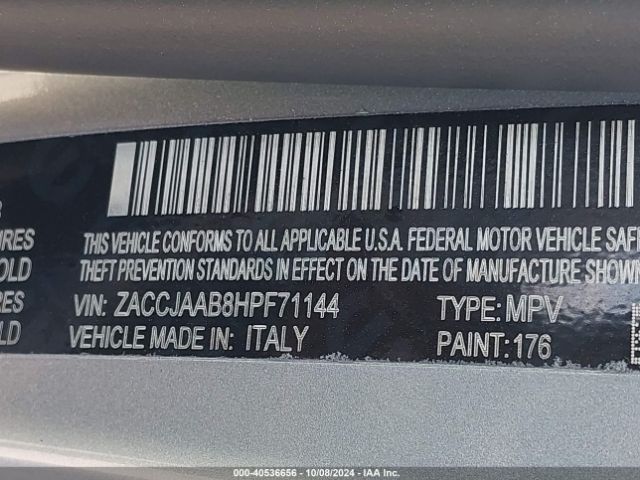 URES
THIS VEHICLE CONFORMS TO ALL APPLICABLE U.S.A. FEDERAL MOTOR VEHICLE SAFE
OLD
THEFT PREVENTION STANDARDS IN EFFECT ON THE DATE OF MANUFACTURE SHOWN
RES
VIN: ZACCJAAB8HPF71144 TYPE: MPV
LD
VEHICLE MADE IN: ITALY PAINT: 176
000-40536656 - 10/08/2024 - IAA Inc.